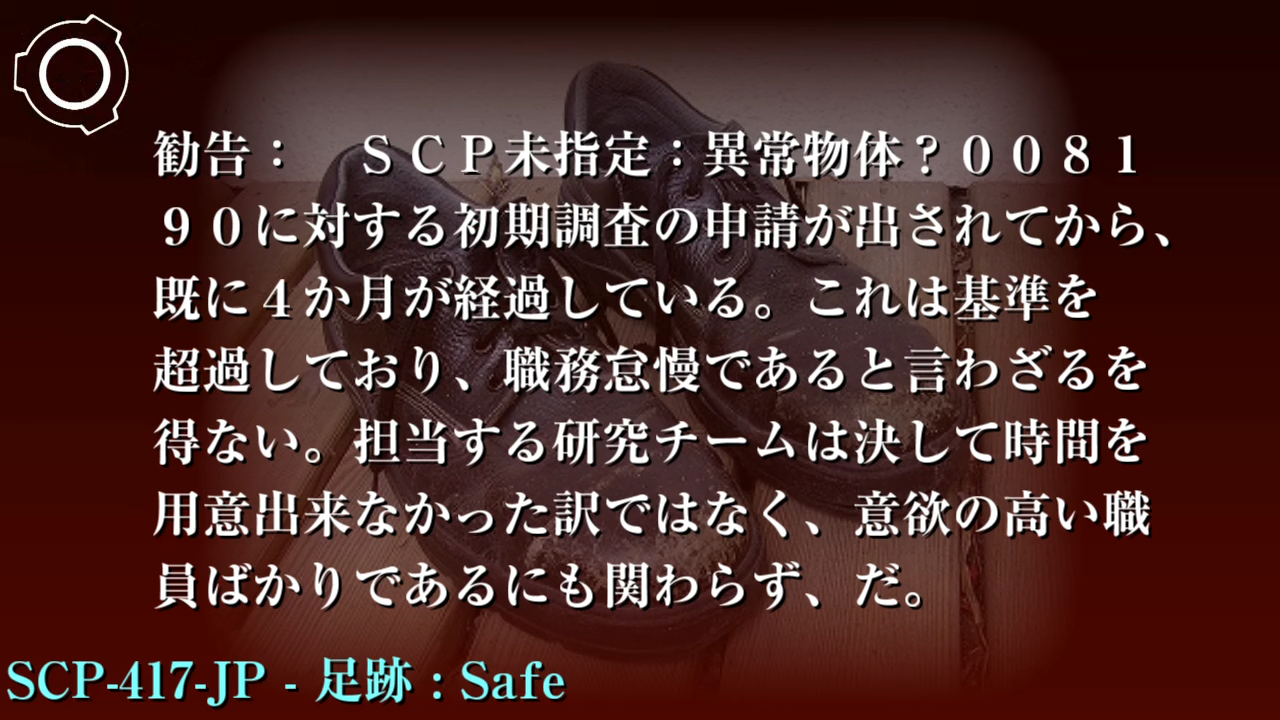 勧告：　ＳＣＰ未指定：異常物体？００８１
９０に対する初期調査の申請が出されてから、
既に４か月が経過している。これは基準を
超過しており、職務怠慢であると言わざるを
得ない。担当する研究チームは決して時間を
用意出来なかった訳ではなく、意欲の高い職
員ばかりであるにも関わらず、だ。
SCP-417-JP - 足跡：Safe